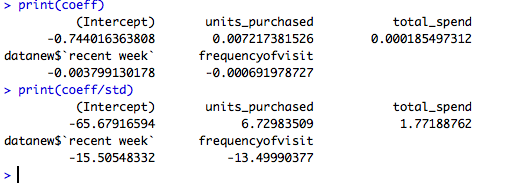 > print(coeff)
(Intercept) units_purchased total_spend
-0.744016363808 0.007217381526 0.000185497312
datanew$`recent week` frequencyofvisit
-0.003799130178 -0.000691978727
> print(coeff/std)
(Intercept) units_purchased total_spend
-65.67916594 6.72983509 1.77188762
datanew$`recent week` frequencyofvisit
-15.50548332 -13.49990377
>